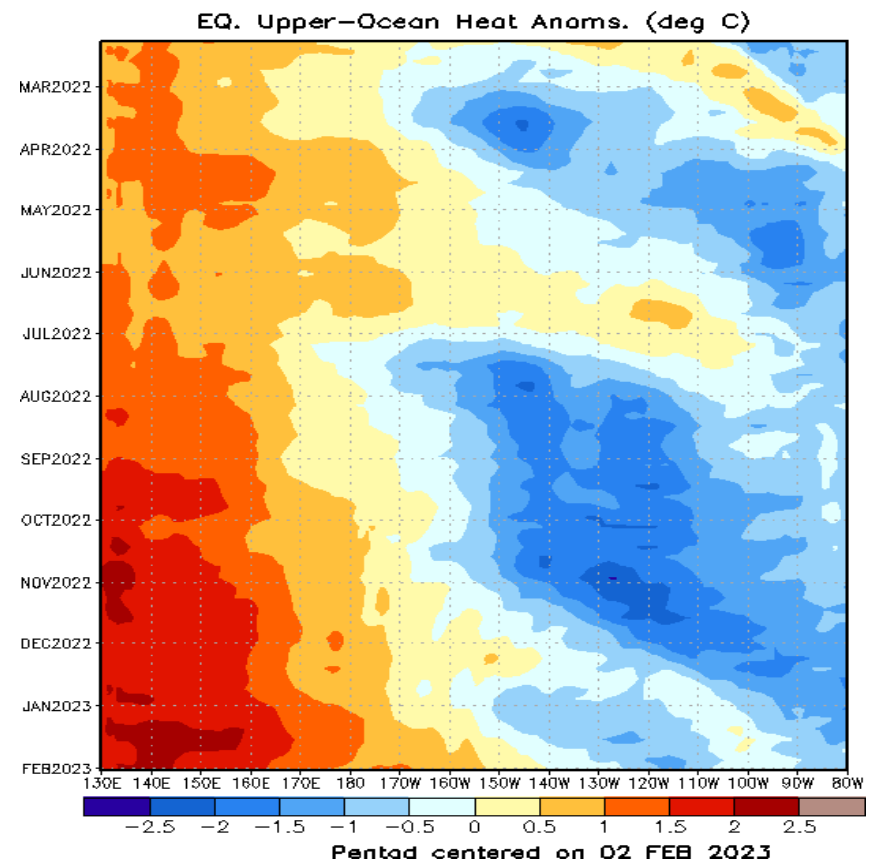 EQ. Upper-Ocean Heat Anoms. (deg C)
MAR2022
APR2022
MAY2022
JUN2022
JUL2022
AUG2022
SEP2022
OCT2022
NOV2022
DEC2022
JAN2023
FEB2023
130E 140E 150E 160E 170E 180 170W 160W 150W 140W 130W 120W 110W 100W 90W 80W
-2.5 -2 -1.5 -1 -0.5 0 0.5 1 1.5 2 2.5
Pentad centered on 02 FEB 2023